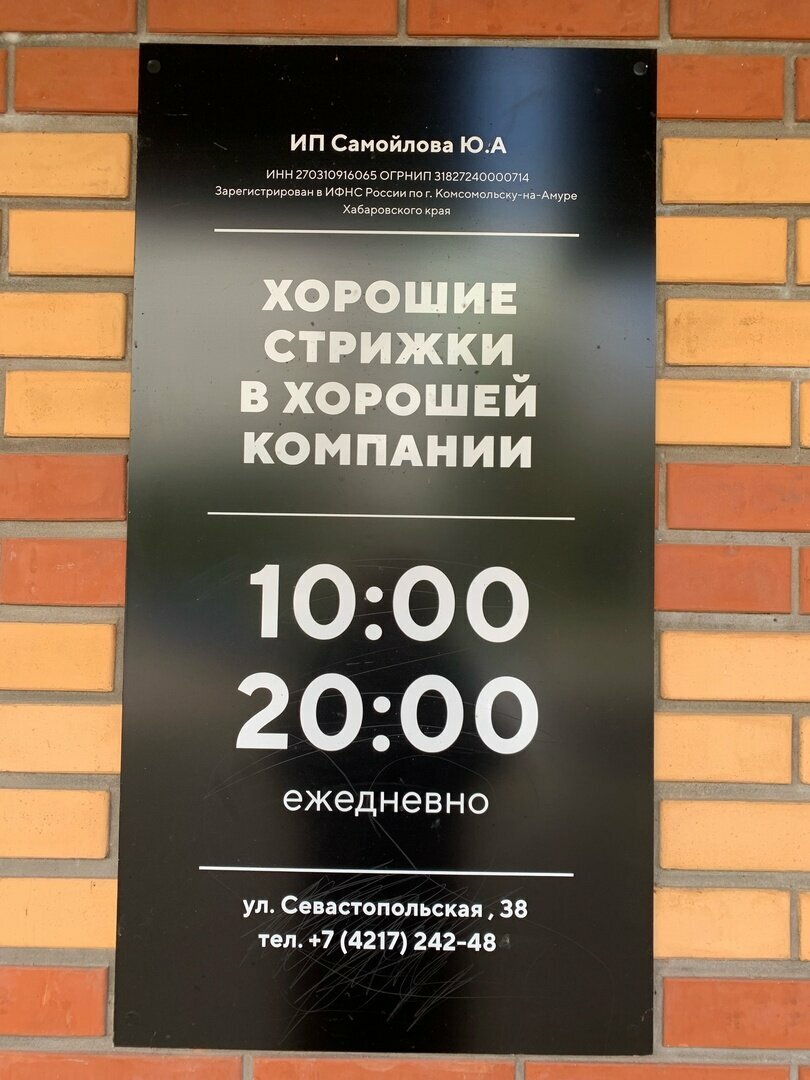 ИП Самойлова Ю.А
ИНН 270310916065 ОГРНИП 31827240000714
Зарегистрирован в ИФНС России по г. Комсомольску-на-Амуре
Хабаровского края
ХОРОШИЕ
СТРИЖКИ
В ХОРОШЕЙ
КОМПАНИИ
10:00
20:00
ежедневно
ул. Севастопольская , 38
тел. +7 (4217) 242-48